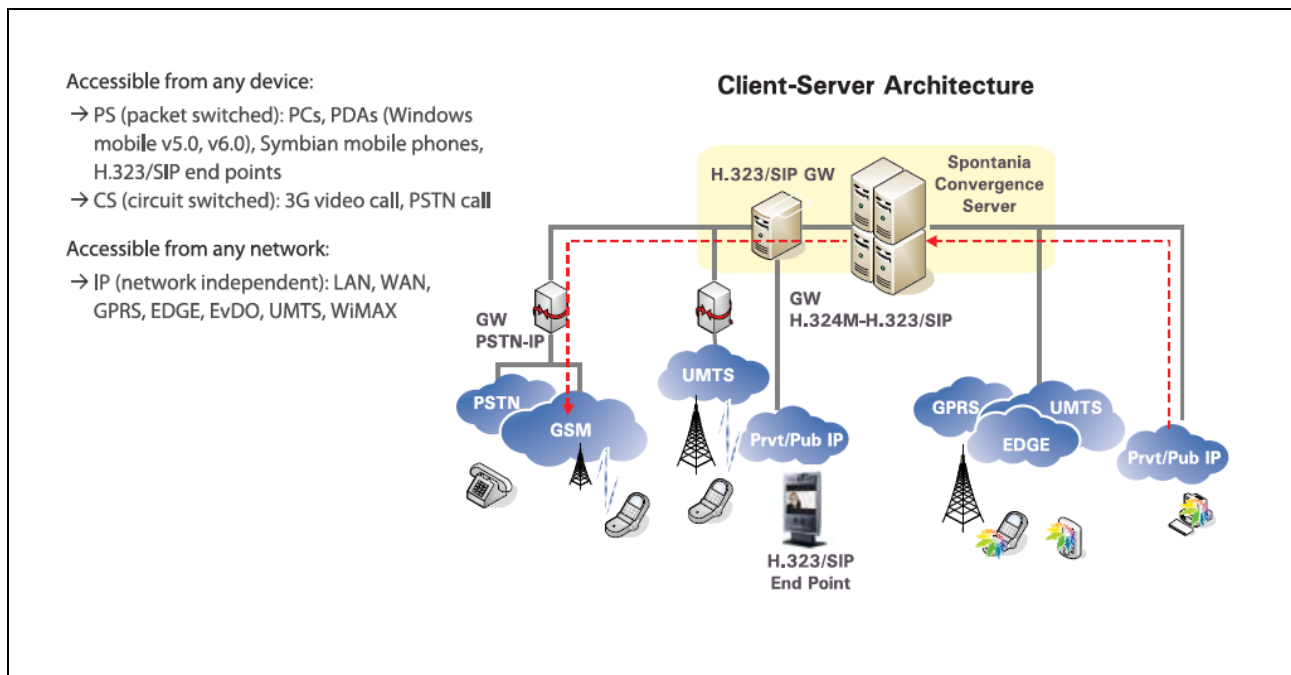 Accessible from any device:
→ PS (packet switched): PCs, PDAs (Windows
mobile v5.0, v6.0), Symbian mobile phones,
H.323/SIP end points
→ CS (circuit switched): 3G video call, PSTN call
Accessible from any network:
→ IP (network independent): LAN, WAN,
GPRS, EDGE, EvDO, UMTS, WiMAX
Client-Server Architecture
H.323/SIP GW
Spontania
Convergence
Server
GW
PSTN-IP
GW
H.324M-H.323/SIP
PSTN
GSM
UMTS
Prvt/Pub IP
H.323/SIP
End Point
GPRS
UMTS
EDGE
Prvt/Pub IP